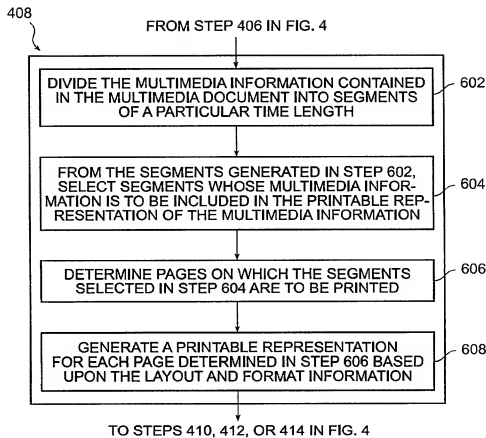 408
FROM STEP 406 IN FIG. 4
DIVIDE THE MULTIMEDIA INFORMATION CONTAINED
IN THE MULTIMEDIA DOCUMENT INTO SEGMENTS
OF A PARTICULAR TIME LENGTH
602
FROM THE SEGMENTS GENERATED IN STEP 602,
SELECT SEGMENTS WHOSE MULTIMEDIA INFOR-
MATION IS TO BE INCLUDED IN THE PRINTABLE REP-
RESENTATION OF THE MULTIMEDIA INFORMATION
604
DETERMINE PAGES ON WHICH THE SEGMENTS
SELECTED IN STEP 604 ARE TO BE PRINTED
606
GENERATE A PRINTABLE REPRESENTATION
FOR EACH PAGE DETERMINED IN STEP 606 BASED
UPON THE LAYOUT AND FORMAT INFORMATION
608
TO STEPS 410, 412, OR 414 IN FIG. 4